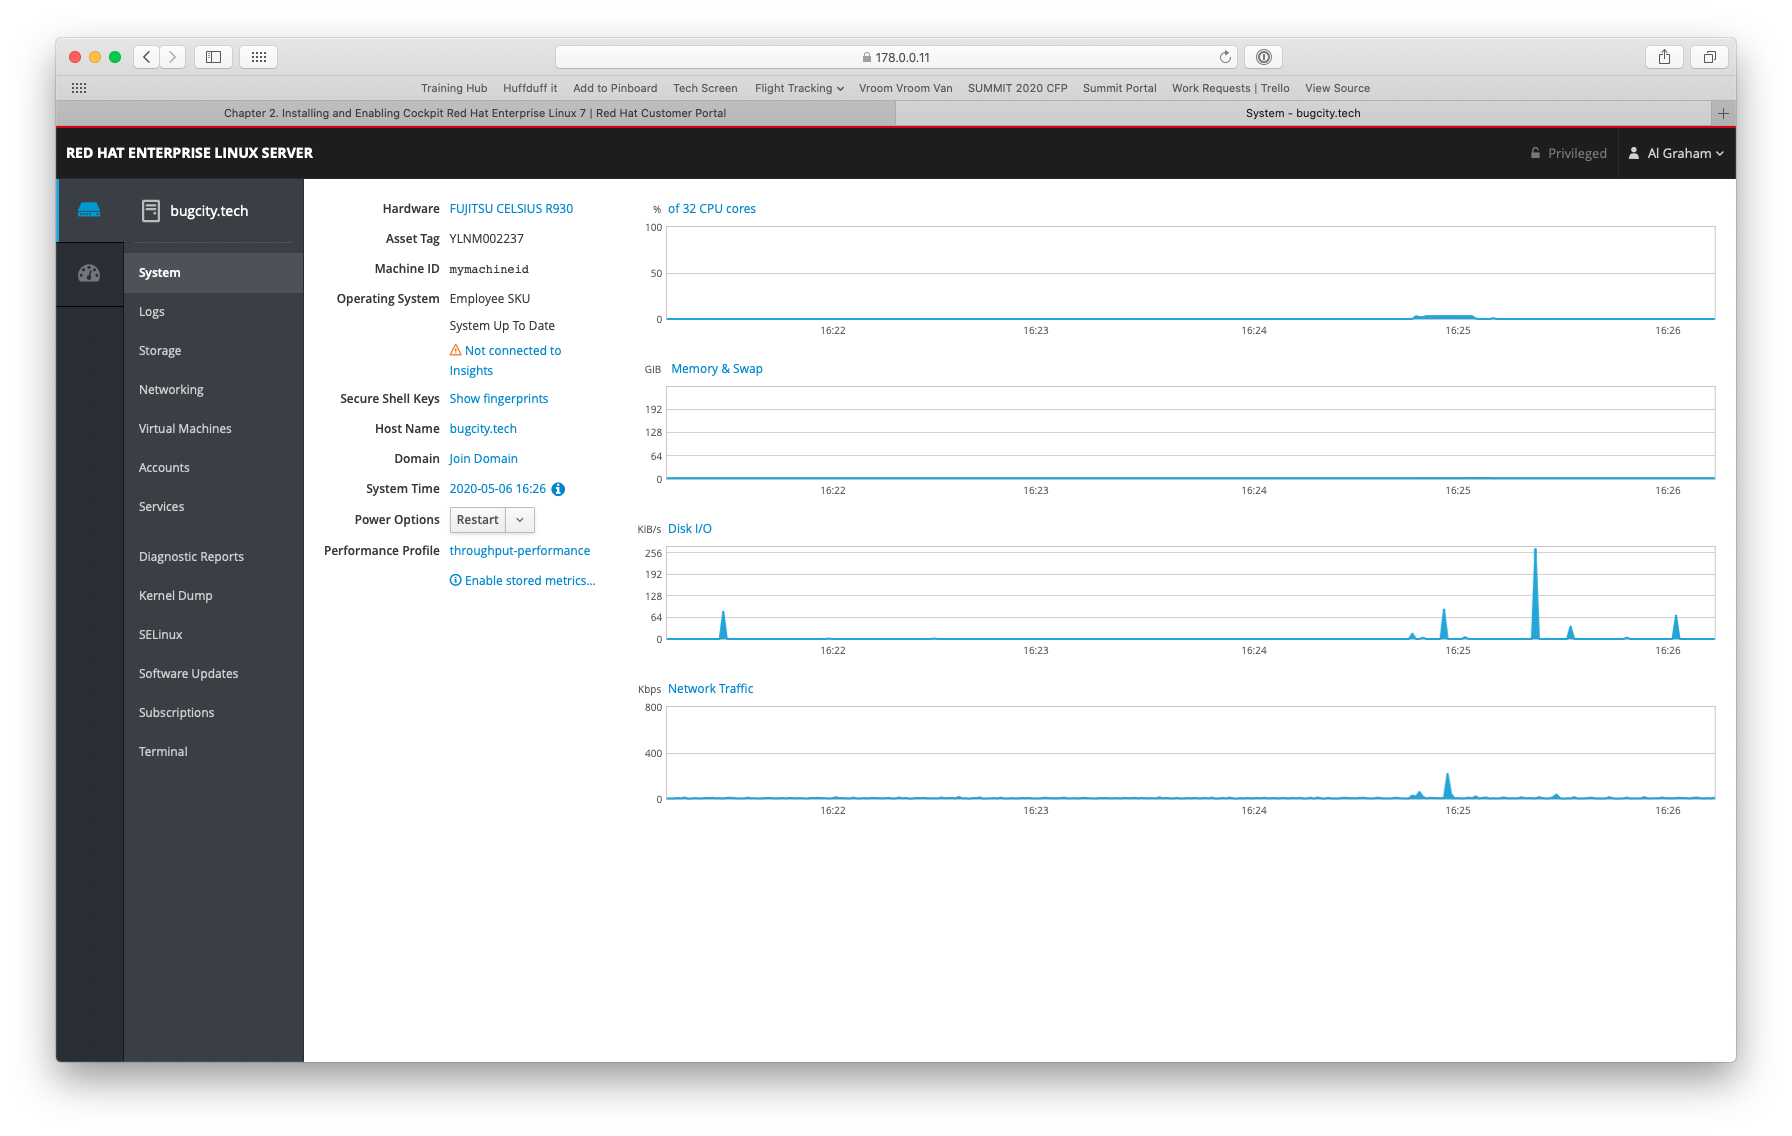 178.0.0.11
Training Hub Huffduff it Add to Pinboard Tech Screen Flight Tracking Vroom Vroom Van SUMMIT 2020 CFP Summit Portal Work Requests | Trello View Source
Chapter 2. Installing and Enabling Cockpit Red Hat Enterprise Linux 7 | Red Hat Customer Portal
System - bugcity.tech
RED HAT ENTERPRISE LINUX SERVER
Privileged
Al Graham
bugcity.tech
System
Logs
Storage
Networking
Virtual Machines
Accounts
Services
Diagnostic Reports
Kernel Dump
SELinux
Software Updates
Subscriptions
Terminal
Hardware FUJITSU CELSIUS R930
Asset Tag YLNM002237
Machine ID mymachineid
Operating System Employee SKU
System Up To Date
Not connected to
Insights
Secure Shell Keys Show fingerprints
Host Name bugcity.tech
Domain Join Domain
System Time 2020-05-06 16:26
Power Options Restart
Performance Profile throughput-performance
Enable stored metrics...
% of 32 CPU cores
100
50
0
16:22 16:23 16:24 16:25 16:26
GiB Memory & Swap
192
128
64
0
16:22 16:23 16:24 16:25 16:26
KiB/s Disk I/O
256
192
128
64
0
16:22 16:23 16:24 16:25 16:26
Kbps Network Traffic
800
400
0
16:22 16:23 16:24 16:25 16:26